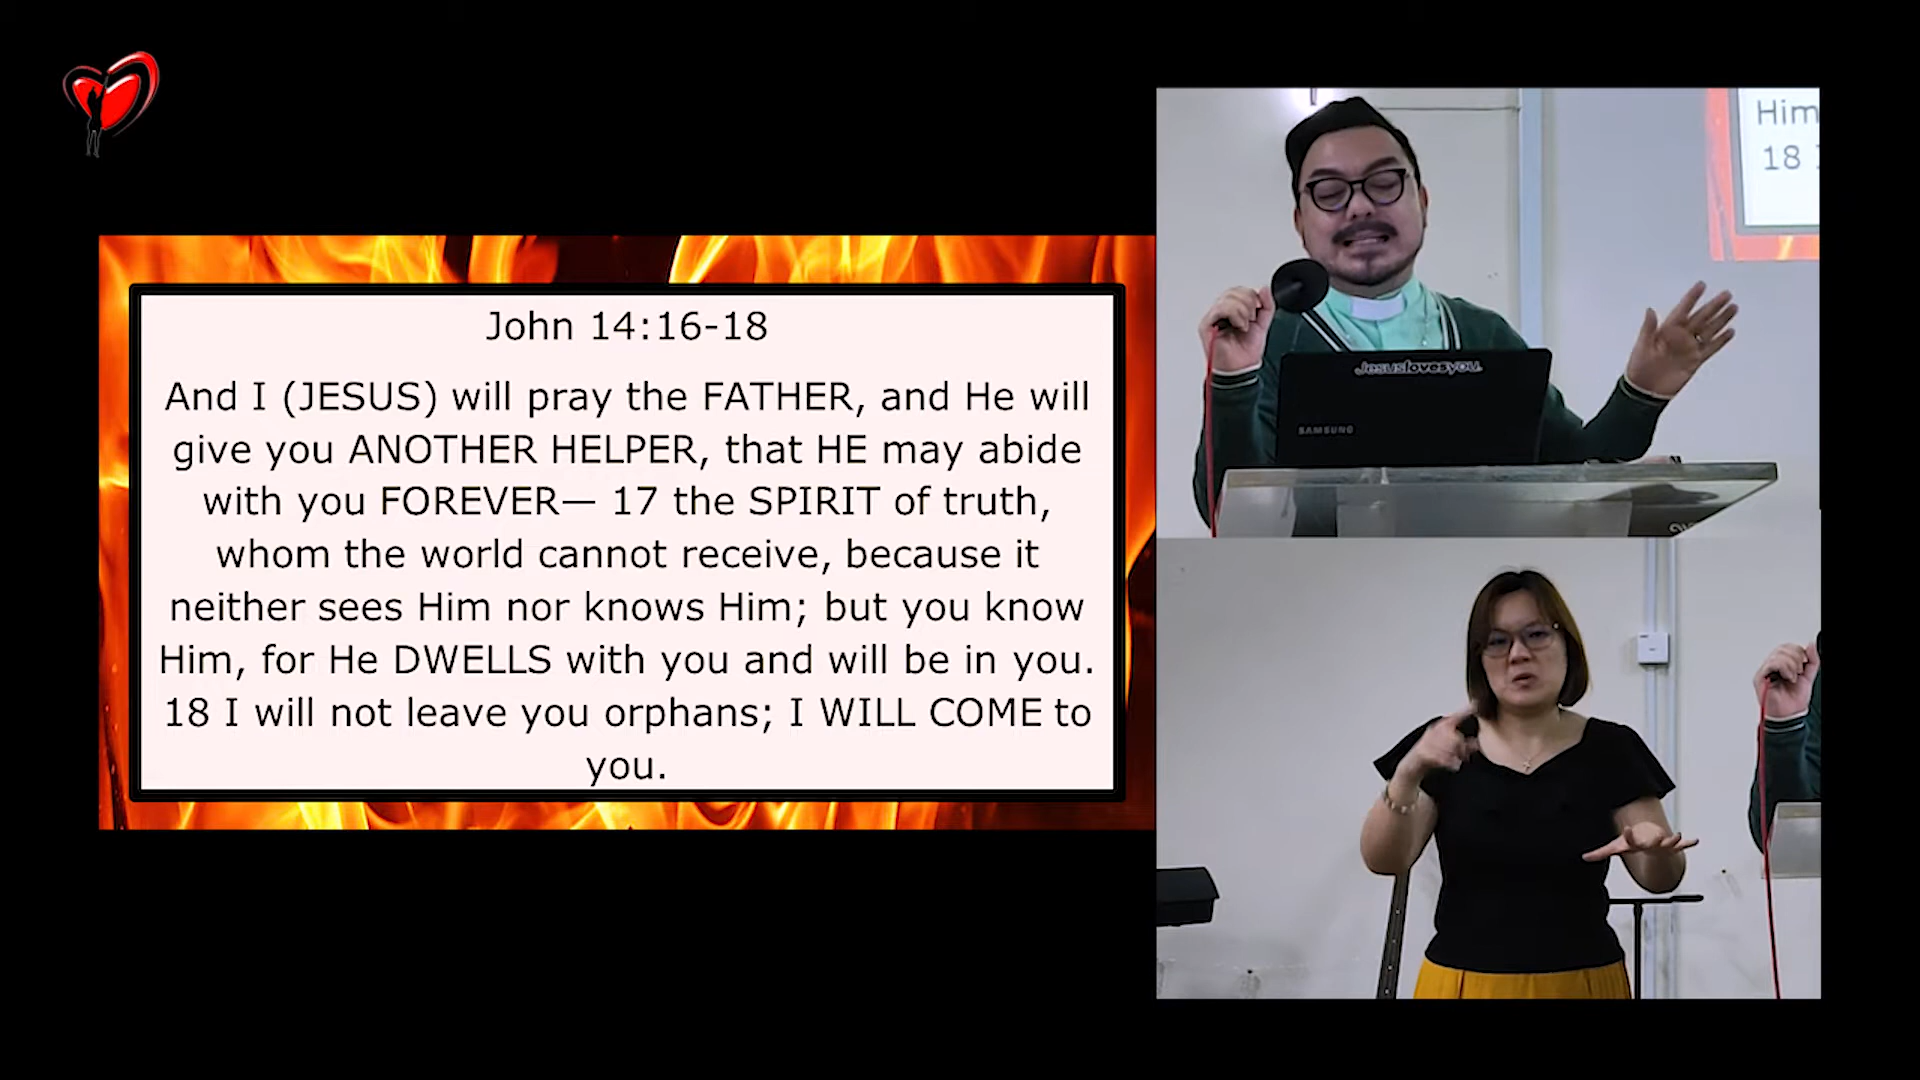 John 14:16-18
And I (JESUS) will pray the FATHER, and He will
give you ANOTHER HELPER, that HE may abide
with you FOREVER— 17 the SPIRIT of truth,
whom the world cannot receive, because it
neither sees Him nor knows Him; but you know
Him, for He DWELLS with you and will be in you.
18 I will not leave you orphans; I WILL COME to
you.
Him
18
Jesuslovesyou.
SAMSUNG